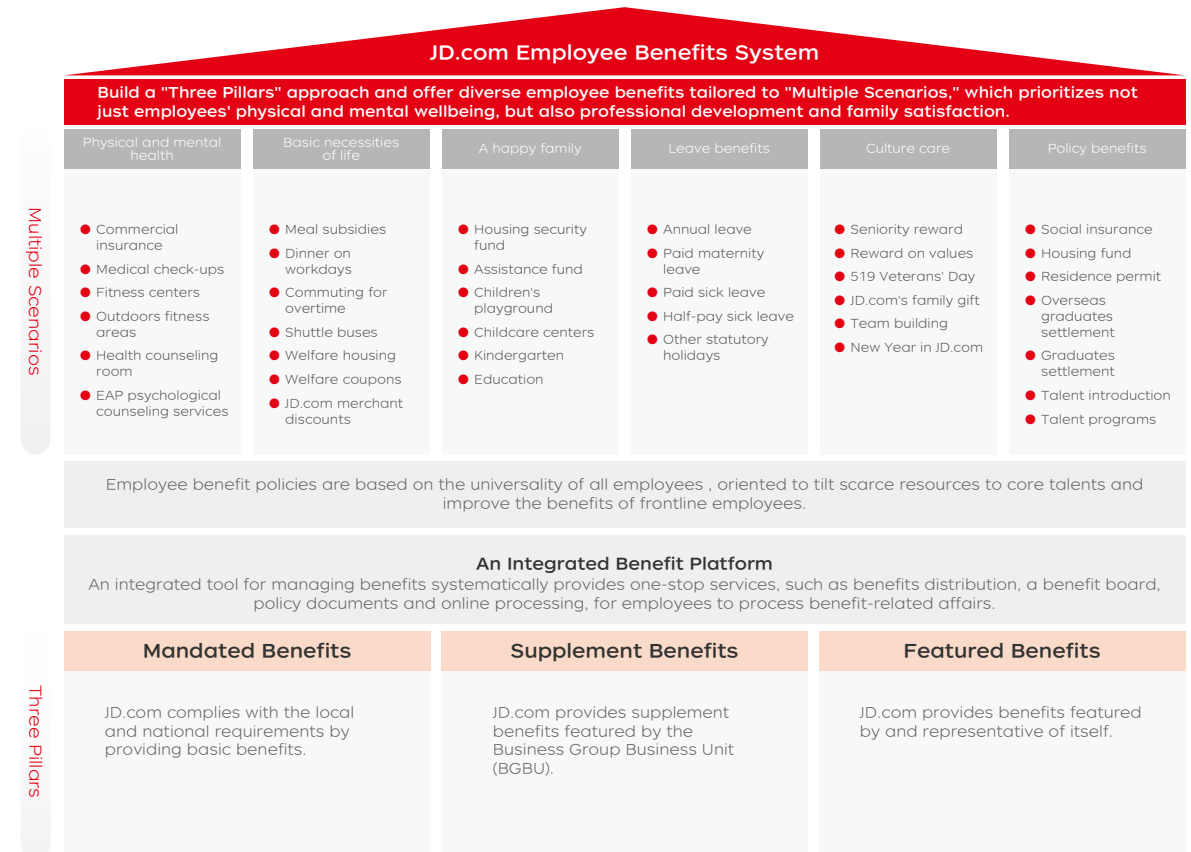 JD.com Employee Benefits System
Build a "Three Pillars" approach and offer diverse employee benefits tailored to "Multiple Scenarios," which prioritizes not
just employees' physical and mental wellbeing, but also professional development and family satisfaction.
Multiple Scenarios
Physical and mental
health
Commercial
insurance
Medical check-ups
Fitness centers
Outdoors fitness
areas
Health counseling
room
EAP psychological
counseling services
Basic necessities
of life
Meal subsidies
Dinner on
workdays
Commuting for
overtime
Shuttle buses
Welfare housing
Welfare coupons
JD.com merchant
discounts
A happy family
Housing security
fund
Assistance fund
Children's
playground
Childcare centers
Kindergarten
Education
Leave benefits
Annual leave
Paid maternity
leave
Paid sick leave
Half-pay sick leave
Other statutory
holidays
Culture care
Seniority reward
Reward on values
519 Veterans' Day
JD.com's family gift
Team building
New Year in JD.com
Policy benefits
Social insurance
Housing fund
Residence permit
Overseas
graduates
settlement
Graduates
settlement
Talent introduction
Talent programs
Employee benefit policies are based on the universality of all employees , oriented to tilt scarce resources to core talents and
improve the benefits of frontline employees.
An Integrated Benefit Platform
An integrated tool for managing benefits systematically provides one-stop services, such as benefits distribution, a benefit board,
policy documents and online processing, for employees to process benefit-related affairs.
Three Pillars
Mandated Benefits
JD.com complies with the local
and national requirements by
providing basic benefits.
Supplement Benefits
JD.com provides supplement
benefits featured by the
Business Group Business Unit
(BGBU).
Featured Benefits
JD.com provides benefits featured
by and representative of itself.